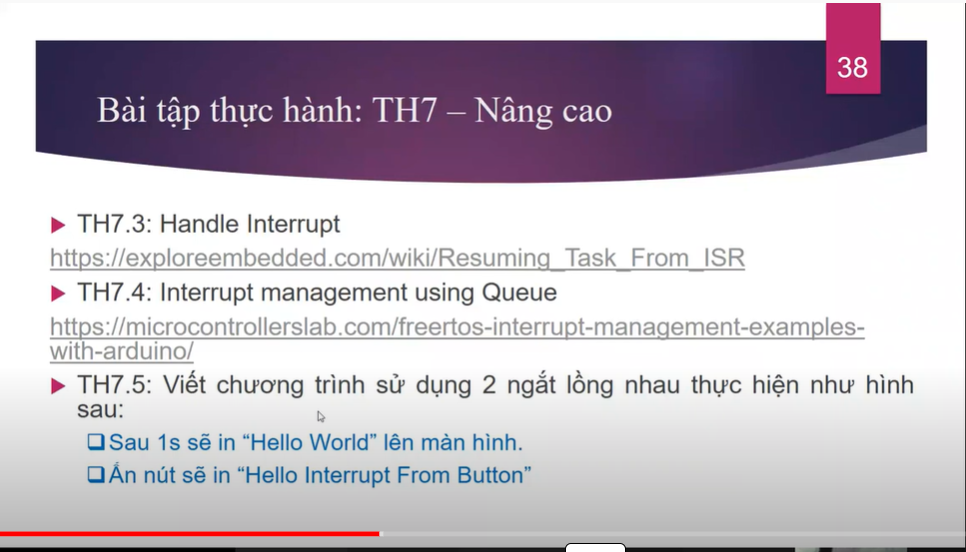 38
Bài tập thực hành: TH7 – Nâng cao
TH7.3: Handle Interrupt
https://exploreembedded.com/wiki/Resuming_Task_From_ISR
TH7.4: Interrupt management using Queue
https://microcontrollerslab.com/freertos-interrupt-management-examples-
with-arduino/
TH7.5: Viết chương trình sử dụng 2 ngắt lồng nhau thực hiện như hình
sau:
Sau 1s sẽ in “Hello World” lên màn hình.
Ấn nút sẽ in “Hello Interrupt From Button”